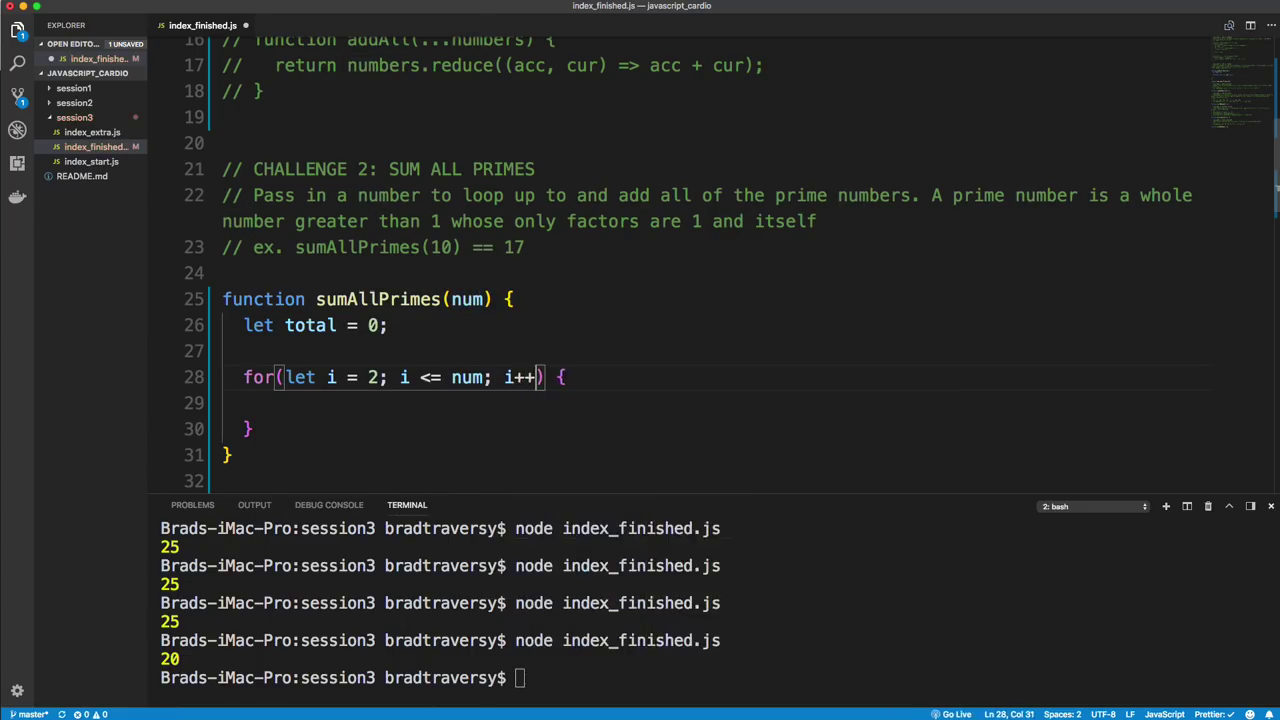 index_finished.js — javascript_cardio
EXPLORER
OPEN EDITO... 1 UNSAVED
index_finishe... M
JAVASCRIPT_CARDIO
session1
session2
session3
JS index_extra.js
JS index_finished... M
JS index_start.js
README.md
JS index_finished.js
16 // function addAll(...numbers) {
17 //   return numbers.reduce((acc, cur) => acc + cur);
18 // }
19
20
21 // CHALLENGE 2: SUM ALL PRIMES
22 // Pass in a number to loop up to and add all of the prime numbers. A prime number is a whole
number greater than 1 whose only factors are 1 and itself
23 // ex. sumAllPrimes(10) == 17
24
25 function sumAllPrimes(num) {
26   let total = 0;
27
28   for(let i = 2; i <= num; i++) {
29
30   }
31 }
32
PROBLEMS OUTPUT DEBUG CONSOLE TERMINAL 2: bash
Brads-iMac-Pro:session3 bradtraversy$ node index_finished.js
25
Brads-iMac-Pro:session3 bradtraversy$ node index_finished.js
25
Brads-iMac-Pro:session3 bradtraversy$ node index_finished.js
25
Brads-iMac-Pro:session3 bradtraversy$ node index_finished.js
20
Brads-iMac-Pro:session3 bradtraversy$
master* 0 0 Go Live Ln 28, Col 31 Spaces: 2 UTF-8 LF JavaScript Prettier: ✓